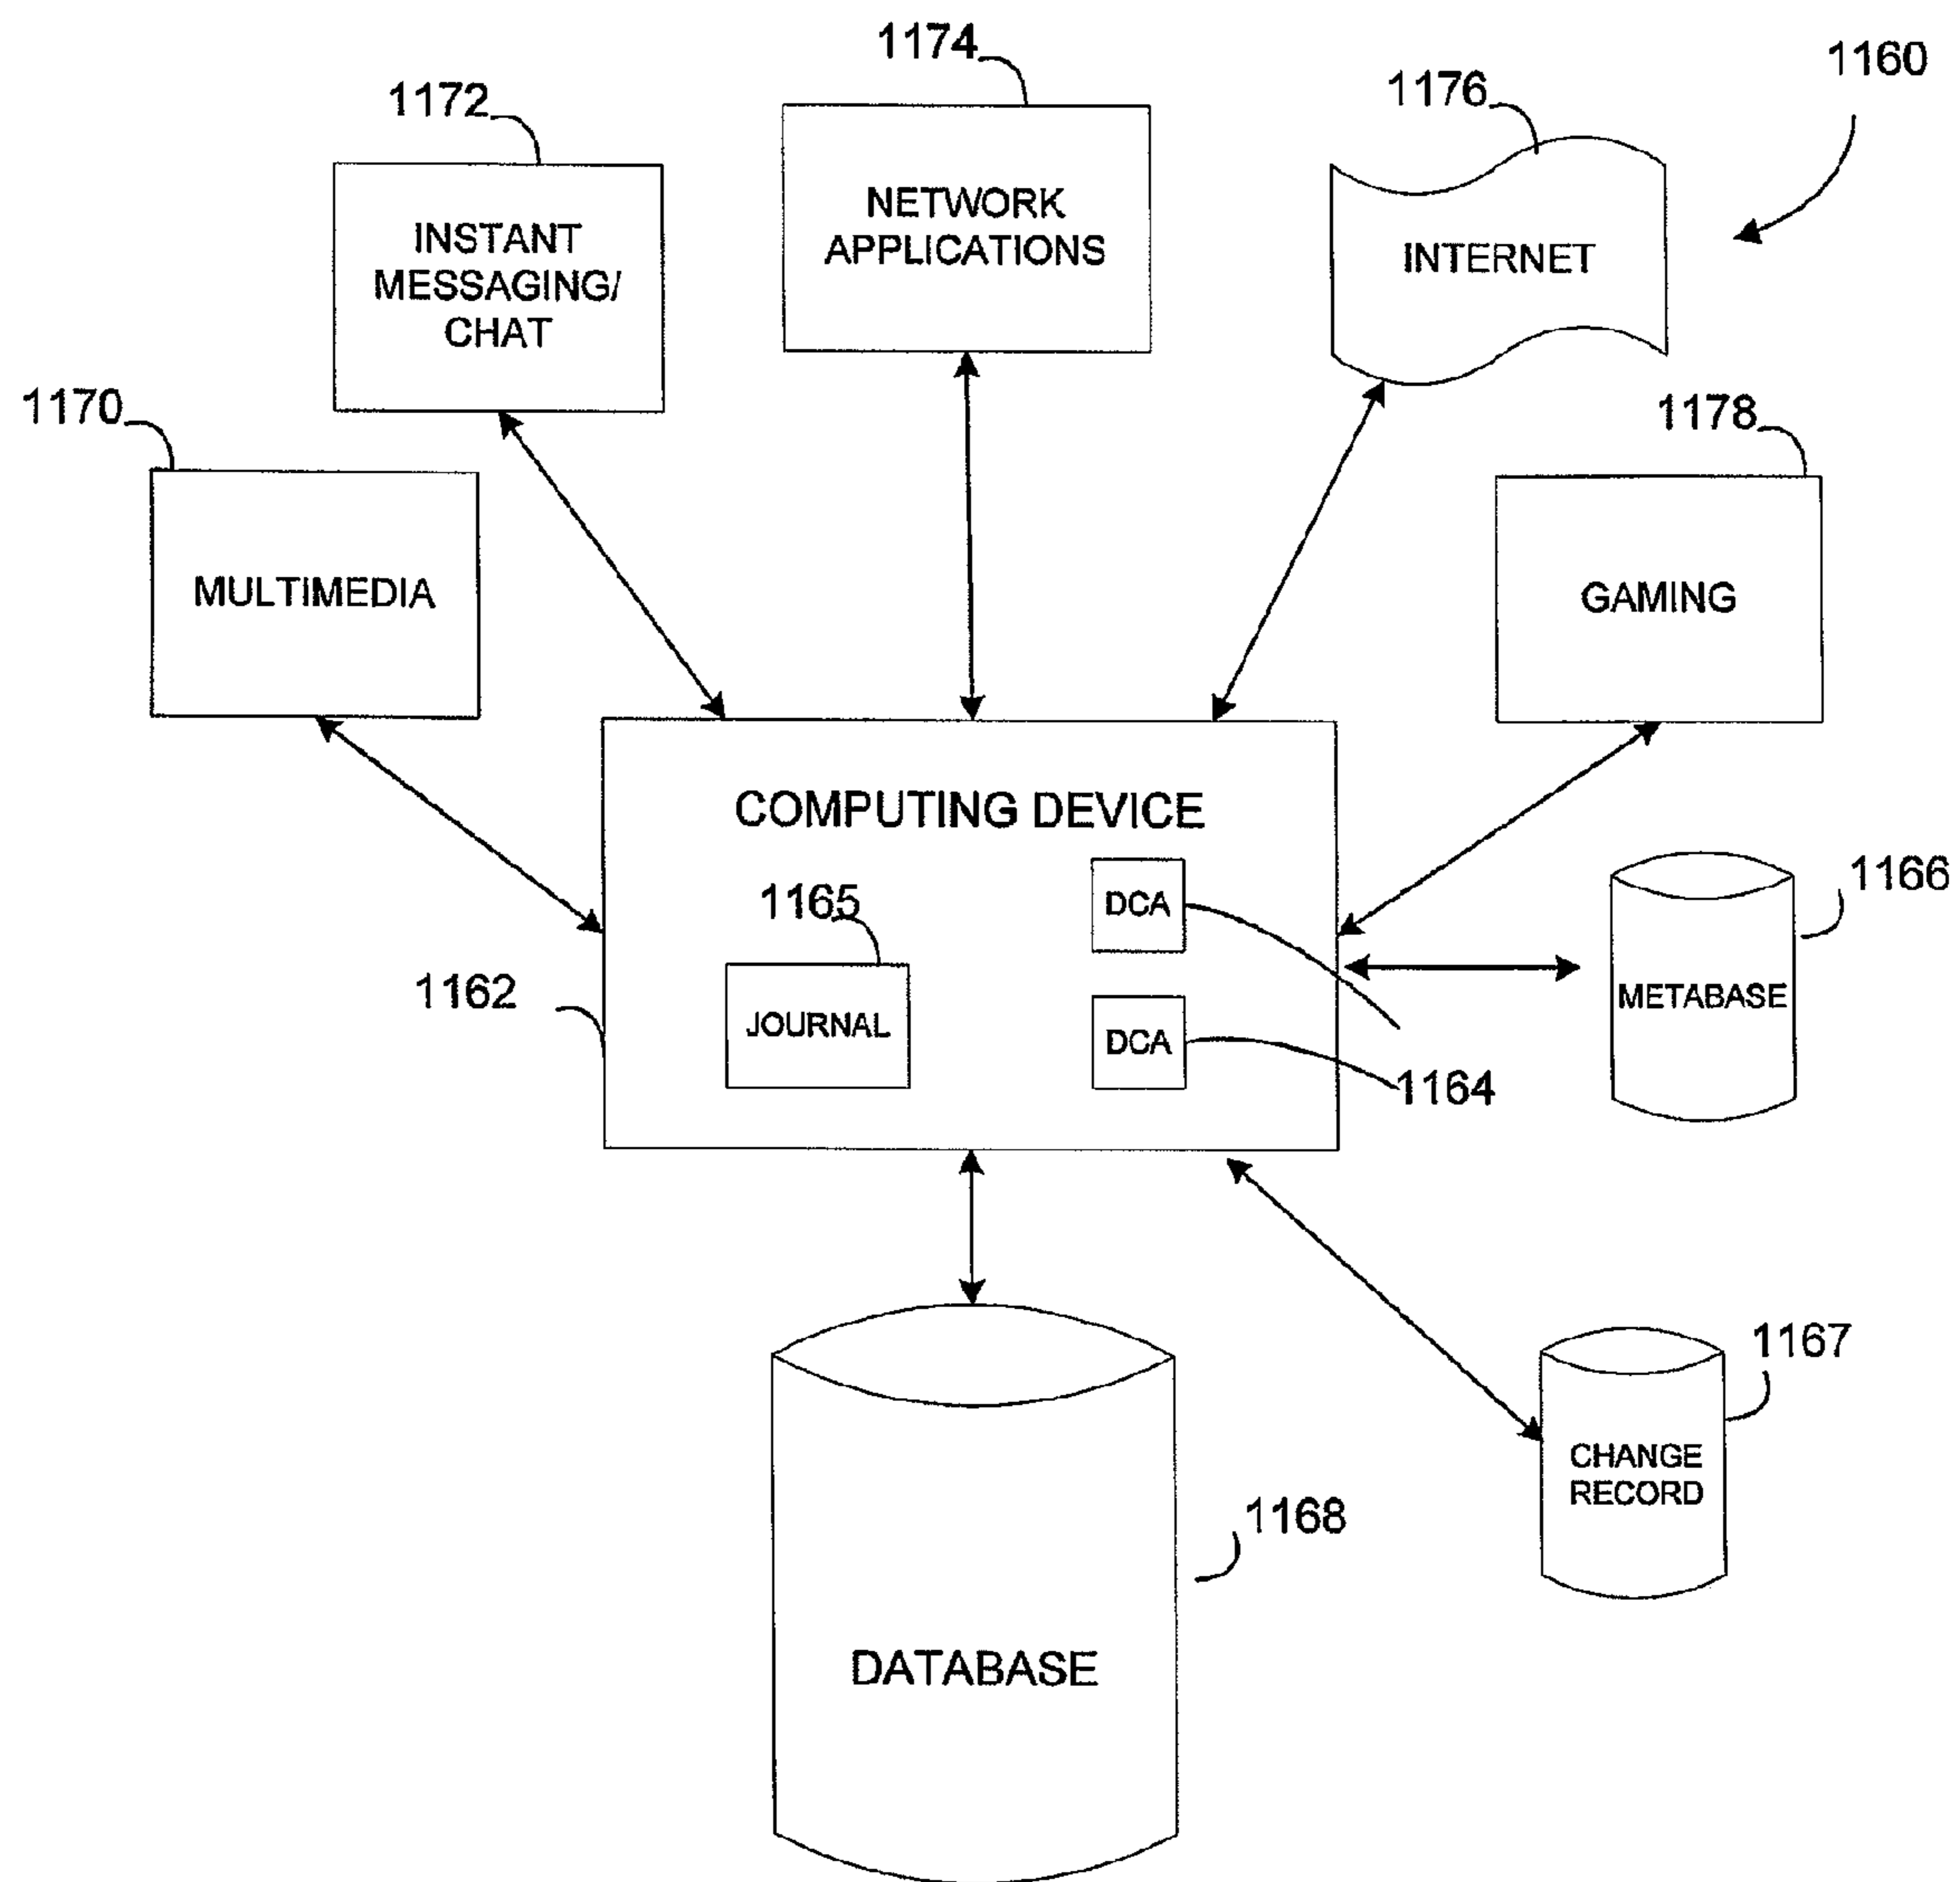 1174
1160
1172
1176
NETWORK
APPLICATIONS
INSTANT
MESSAGING/
CHAT
INTERNET
1170
1178
MULTIMEDIA
GAMING
COMPUTING DEVICE
1165
DCA
1166
1162
JOURNAL
DCA
METABASE
1164
1167
CHANGE
RECORD
1168
DATABASE